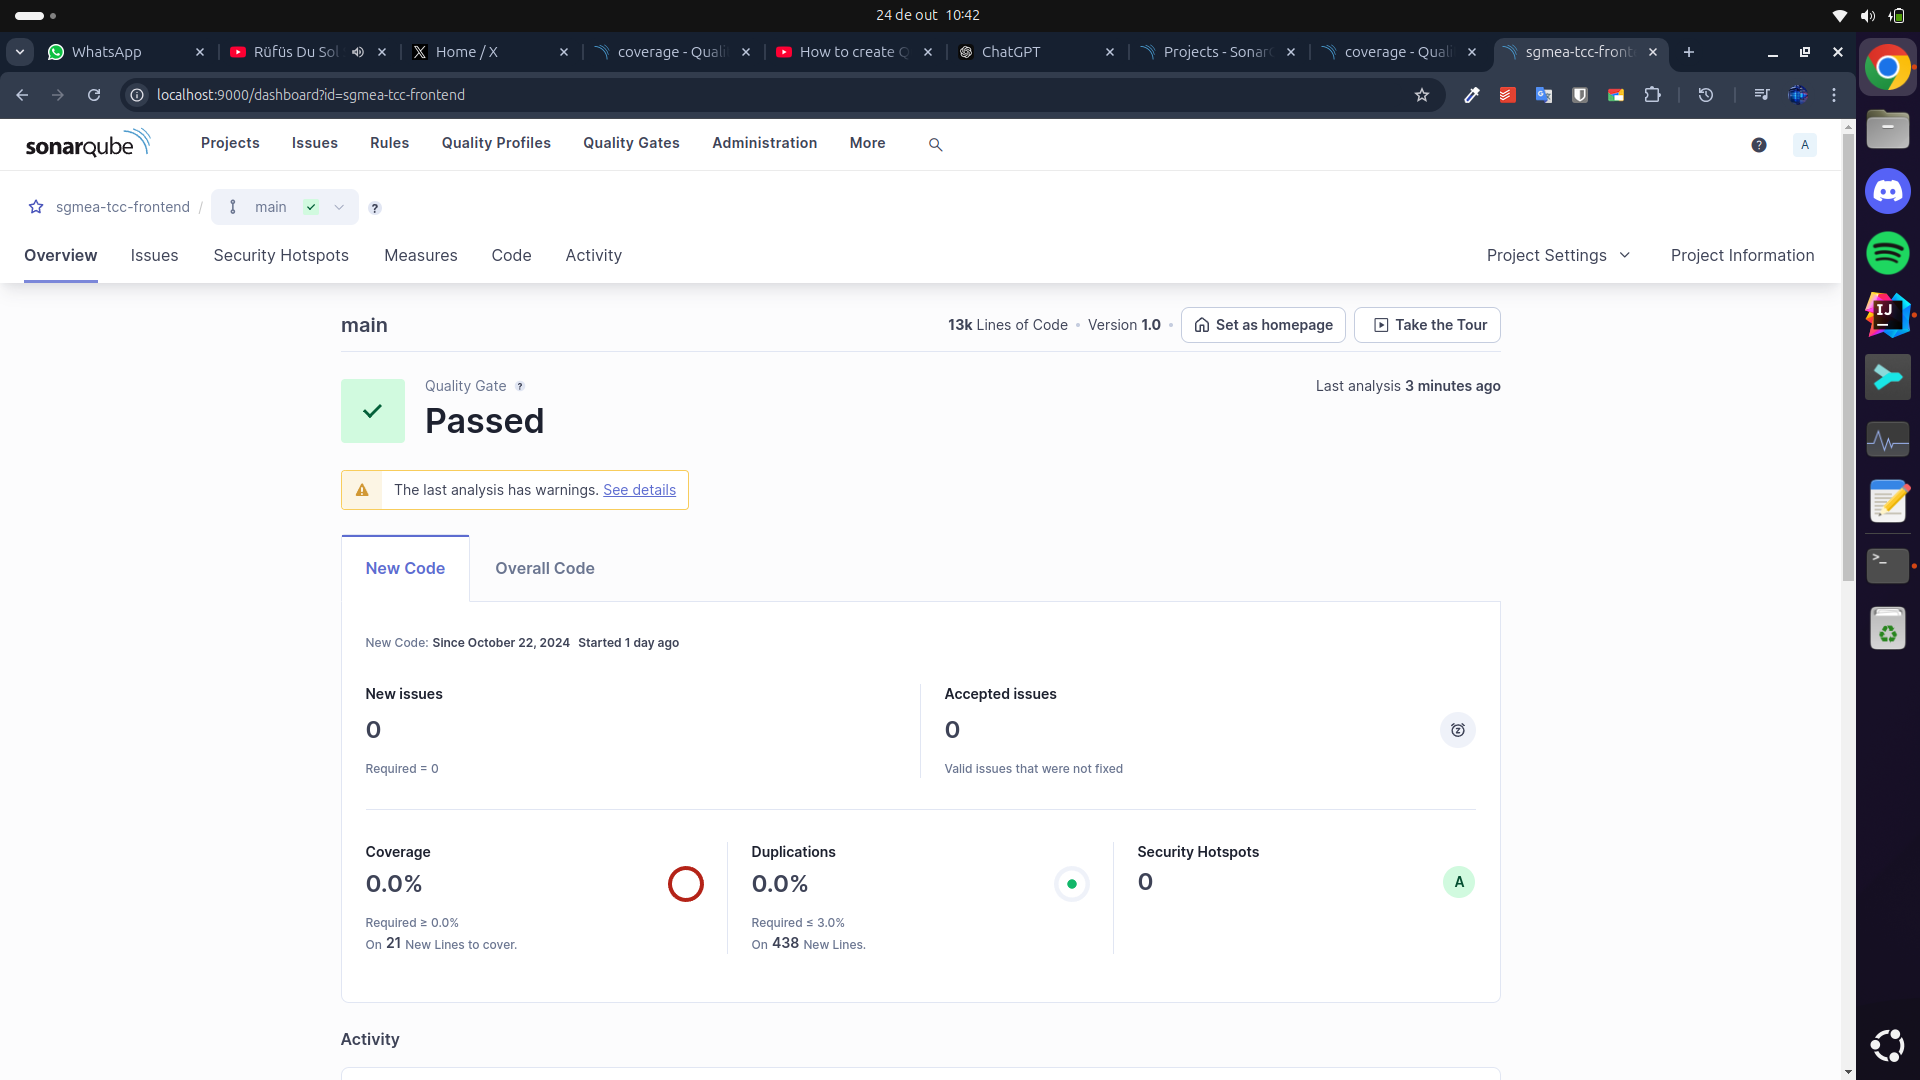 24 de out 10:42
WhatsApp
Rüfüs Du Sol
Home / X
coverage - Quali
How to create Q
ChatGPT
Projects - SonarQ
coverage - Quali
sgmea-tcc-front
localhost:9000/dashboard?id=sgmea-tcc-frontend
sonarqube
Projects
Issues
Rules
Quality Profiles
Quality Gates
Administration
More
A
sgmea-tcc-frontend / main
Overview
Issues
Security Hotspots
Measures
Code
Activity
Project Settings
Project Information
main
13k Lines of Code • Version 1.0 •
Set as homepage
Take the Tour
Quality Gate
Last analysis 3 minutes ago
Passed
The last analysis has warnings. See details
New Code
Overall Code
New Code: Since October 22, 2024 Started 1 day ago
New issues
0
Required = 0
Accepted issues
0
Valid issues that were not fixed
Coverage
0.0%
Required ≥ 0.0%
On 21 New Lines to cover.
Duplications
0.0%
Required ≤ 3.0%
On 438 New Lines.
Security Hotspots
0
A
Activity